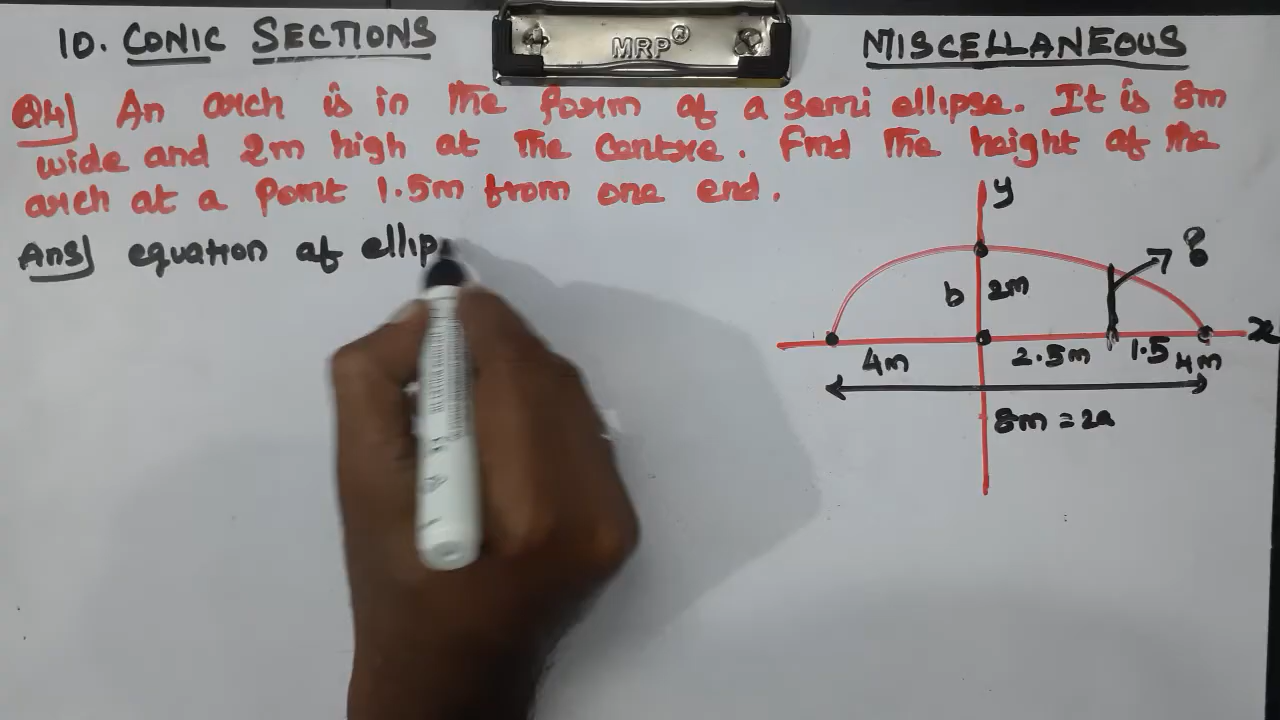 10. CONIC SECTIONS
MRP®
MISCELLANEOUS
Q4) An arch is in the form of a semi ellipse. It is 8m
wide and 2m high at the centre. Find the height of the
arch at a point 1.5m from one end.
Ans) equation of ellip
y
?
b 2m
x
4m 2.5m 1.5 4m
8m = 2a